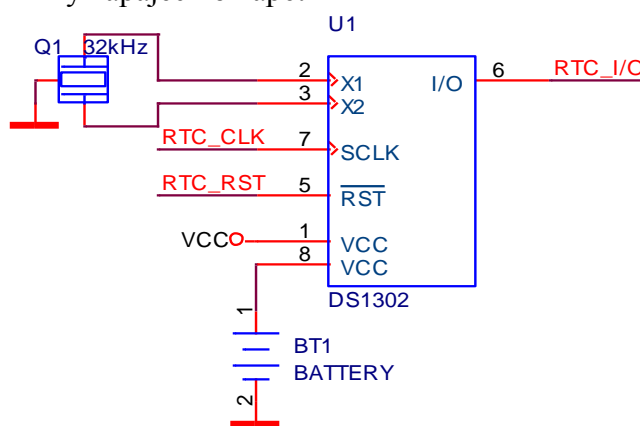 U1
Q1 32kHz
2 X1 I/O 6 RTC_I/O
3 X2
RTC_CLK 7 SCLK
RTC_RST 5 RST
VCC 1 VCC
8 VCC
DS1302
1
BT1
BATTERY
2